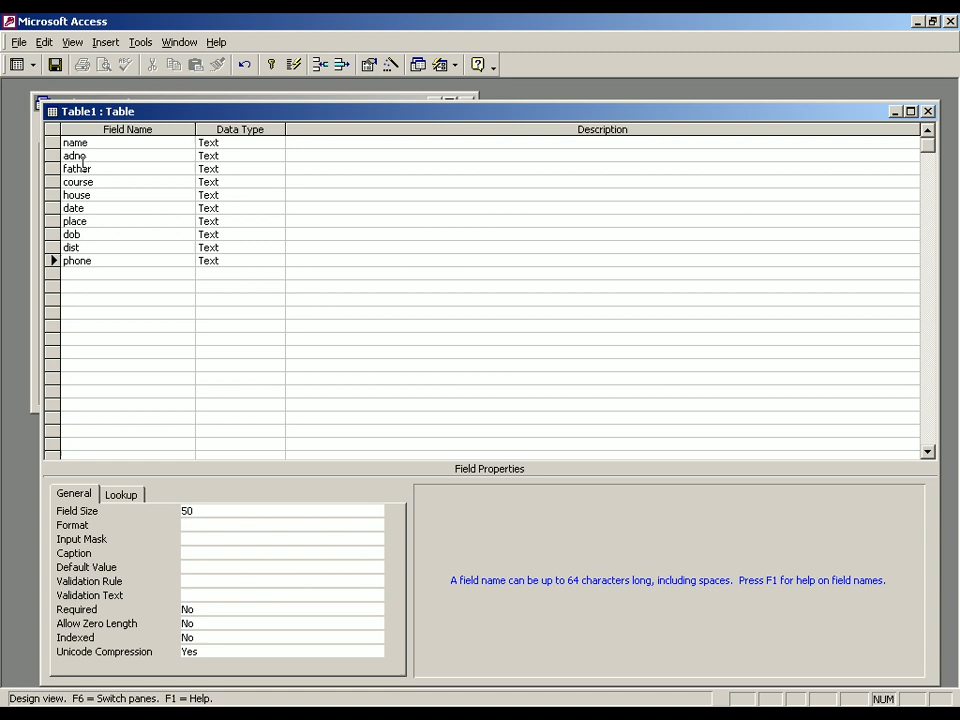 Microsoft Access
File Edit View Insert Tools Window Help
Table1 : Table
Field Name Data Type Description
name Text
adno Text
father Text
course Text
house Text
date Text
place Text
dob Text
dist Text
phone Text
Field Properties
General Lookup
Field Size 50
Format
Input Mask
Caption
Default Value
Validation Rule
Validation Text
Required No
Allow Zero Length No
Indexed No
Unicode Compression Yes
A field name can be up to 64 characters long, including spaces. Press F1 for help on field names.
Design view. F6 = Switch panes. F1 = Help. NUM